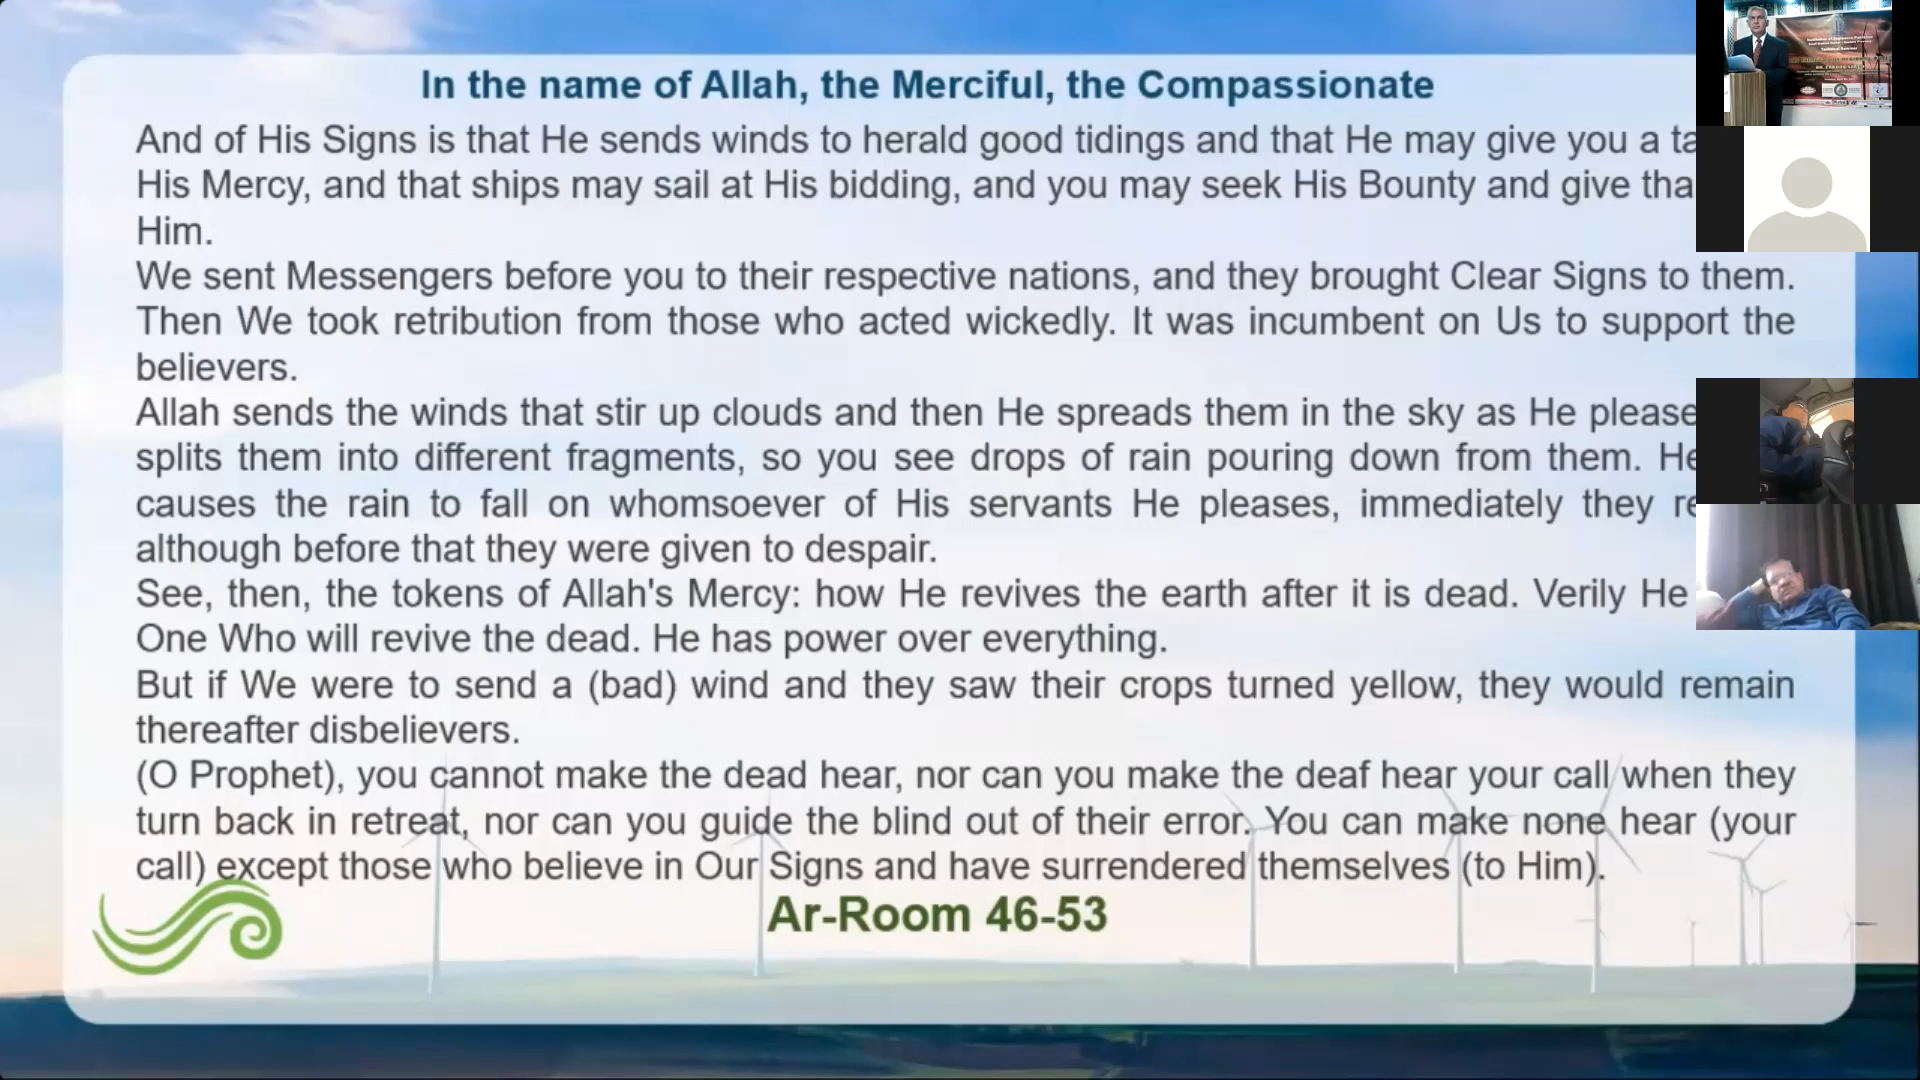 In the name of Allah, the Merciful, the Compassionate
And of His Signs is that He sends winds to herald good tidings and that He may give you a
His Mercy, and that ships may sail at His bidding, and you may seek His Bounty and give
Him.
We sent Messengers before you to their respective nations, and they brought Clear Signs to them.
Then We took retribution from those who acted wickedly. It was incumbent on Us to support the
believers.
Allah sends the winds that stir up clouds and then He spreads them in the sky as He
splits them into different fragments, so you see drops of rain pouring down from them.
causes the rain to fall on whomsoever of His servants He pleases, immediately they
although before that they were given to despair.
See, then, the tokens of Allah's Mercy: how He revives the earth after it is dead. Verily He
One Who will revive the dead. He has power over everything.
But if We were to send a (bad) wind and they saw their crops turned yellow, they would remain
thereafter disbelievers.
(O Prophet), you cannot make the dead hear, nor can you make the deaf hear your call when they
turn back in retreat, nor can you guide the blind out of their error. You can make none hear (your
call) except those who believe in Our Signs and have surrendered themselves (to Him).
Ar-Room 46-53